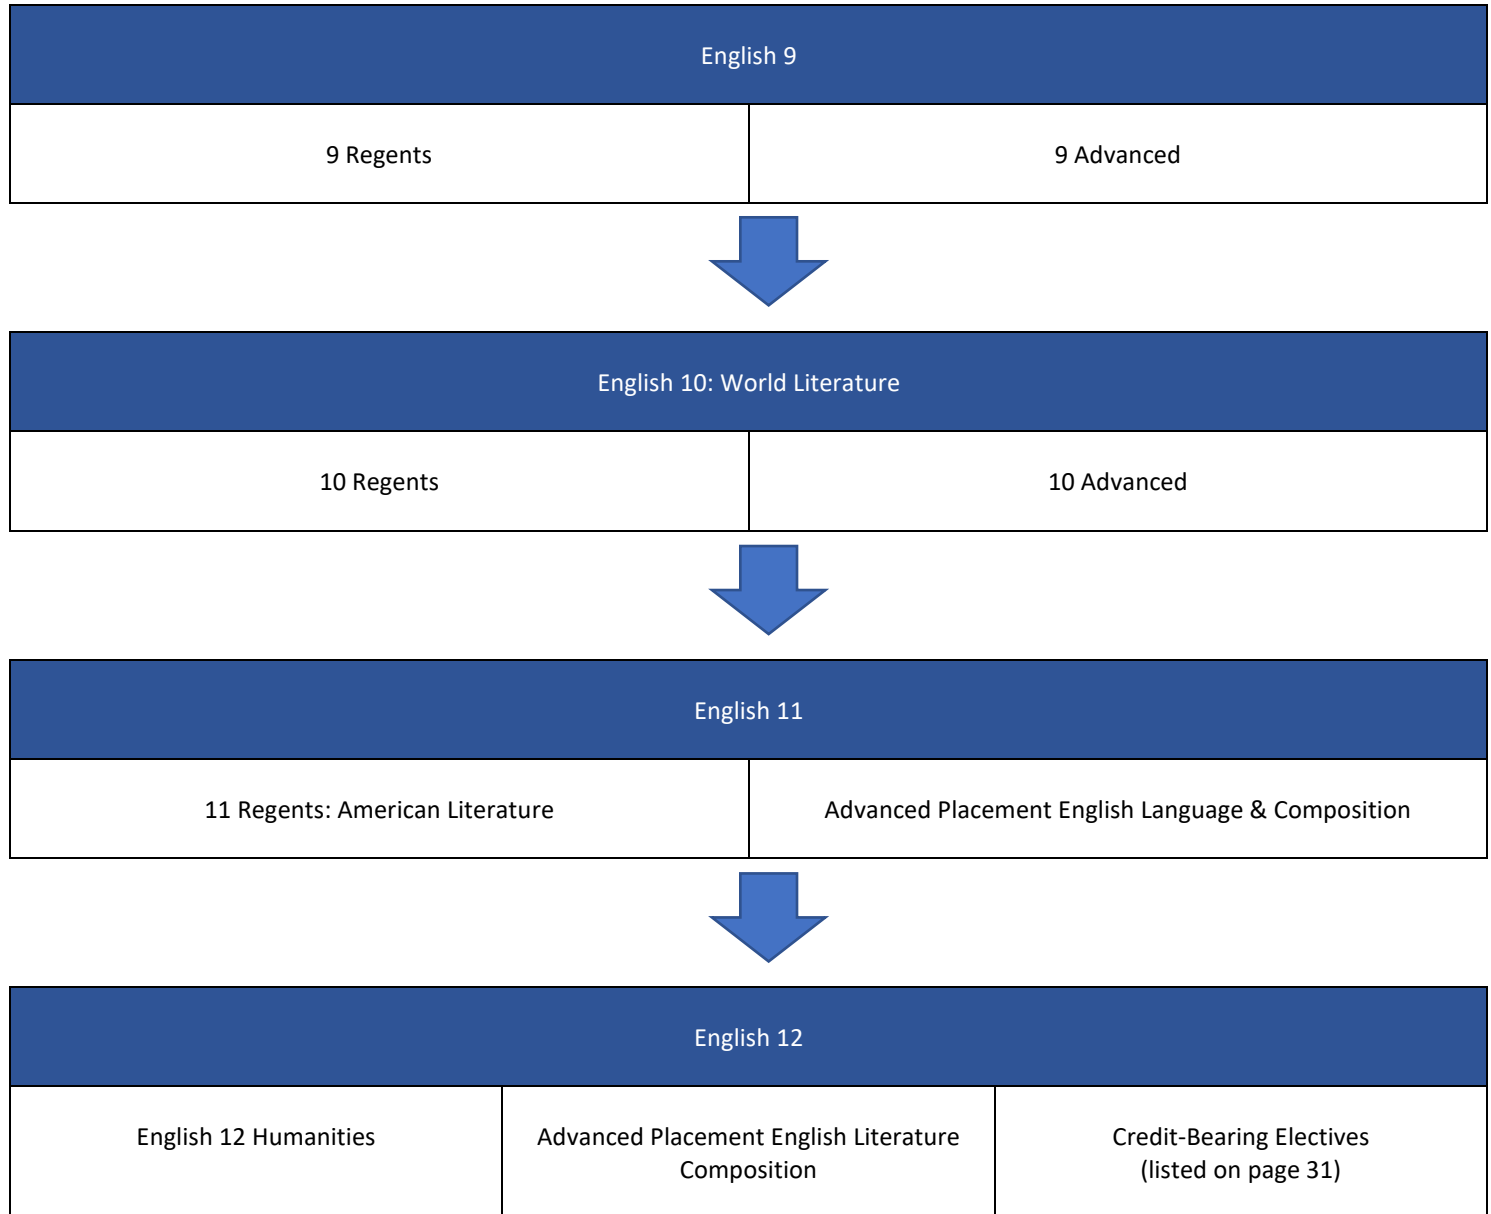 English 9
9 Regents
9 Advanced
English 10: World Literature
10 Regents
10 Advanced
English 11
11 Regents: American Literature
Advanced Placement English Language & Composition
English 12
English 12 Humanities
Advanced Placement English Literature
Composition
Credit-Bearing Electives
(listed on page 31)